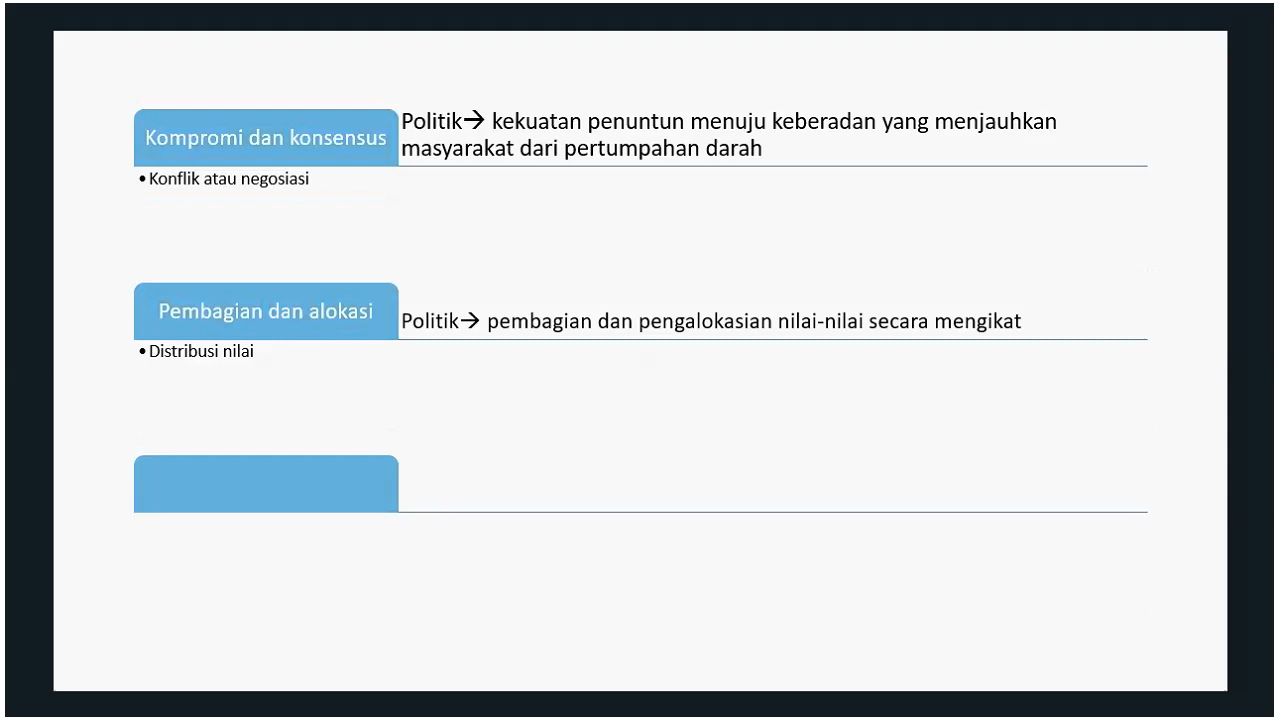 Kompromi dan konsensus
Politik→ kekuatan penuntun menuju keberadan yang menjauhkan
masyarakat dari pertumpahan darah
•Konflik atau negosiasi
Pembagian dan alokasi
Politik→ pembagian dan pengalokasian nilai-nilai secara mengikat
•Distribusi nilai